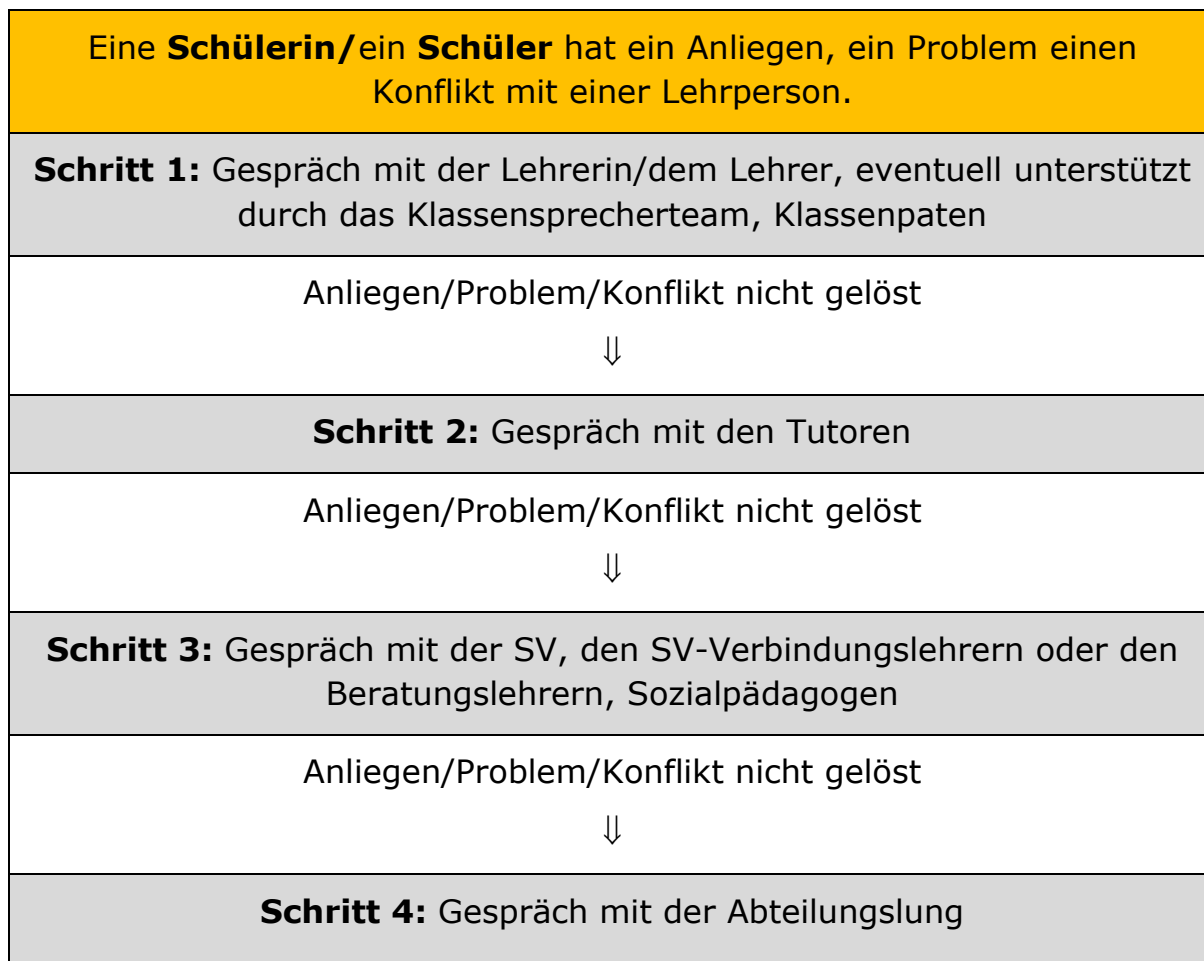 Eine Schülerin/ein Schüler hat ein Anliegen, ein Problem einen
Konflikt mit einer Lehrperson.
Schritt 1: Gespräch mit der Lehrerin/dem Lehrer, eventuell unterstützt
durch das Klassensprecherteam, Klassenpaten
Anliegen/Problem/Konflikt nicht gelöst
⇓
Schritt 2: Gespräch mit den Tutoren
Anliegen/Problem/Konflikt nicht gelöst
⇓
Schritt 3: Gespräch mit der SV, den SV-Verbindungslehrern oder den
Beratungslehrern, Sozialpädagogen
Anliegen/Problem/Konflikt nicht gelöst
⇓
Schritt 4: Gespräch mit der Abteilungslung